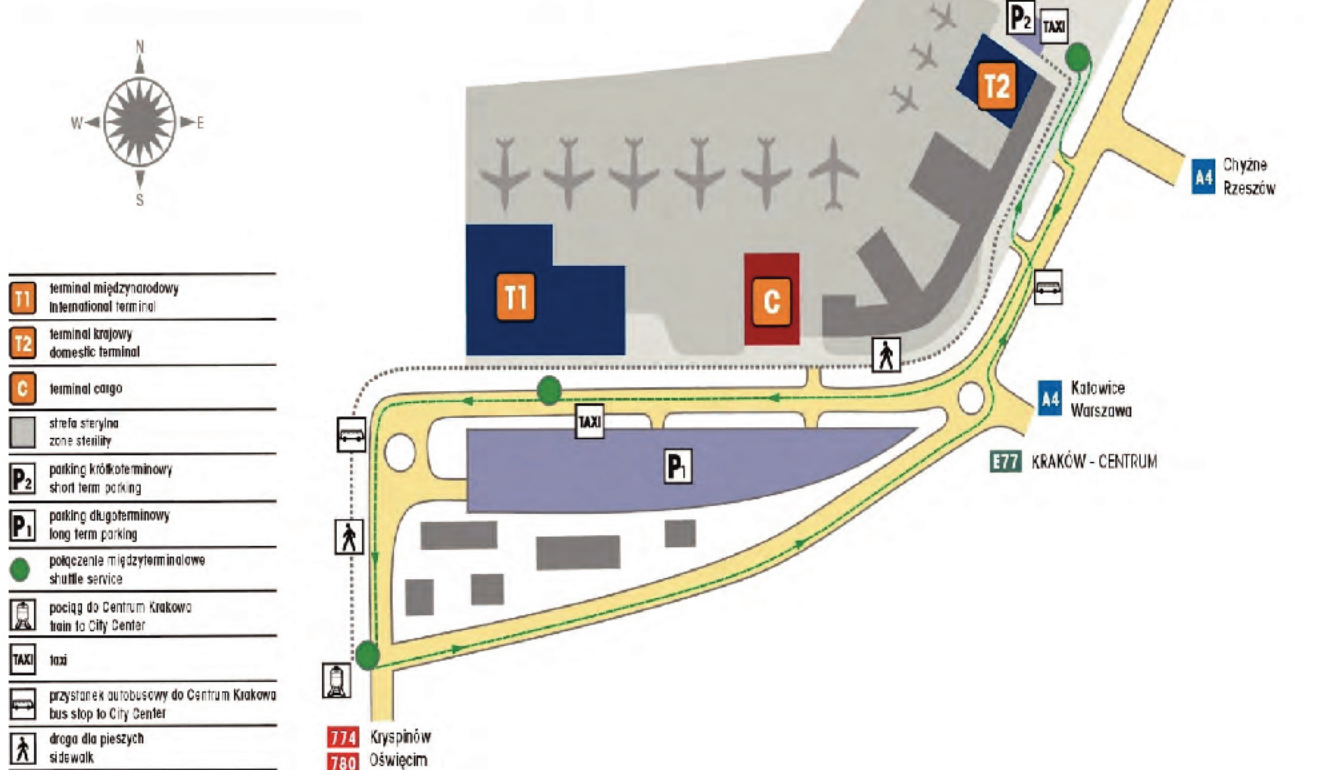 N
W E
S
T1 terminal międzynarodowy
International terminal
T2 terminal krajowy
domestic terminal
C terminal cargo
strefa sterylna
zone sterility
P2 parking krótkoterminowy
short term parking
P1 parking długoterminowy
long term parking
połączenie międzyterminalowe
shuttle service
pociąg do Centrum Krakowa
train to City Center
TAXI taxi
przystanek autobusowy do Centrum Krakowa
bus stop to City Center
droga dla pieszych
sidewalk
P2
TAXI
T2
T1
C
TAXI
P1
A4 Chyżne
Rzeszów
A4 Katowice
Warszawa
E77 KRAKÓW - CENTRUM
774 Kryspinów
780 Oświęcim